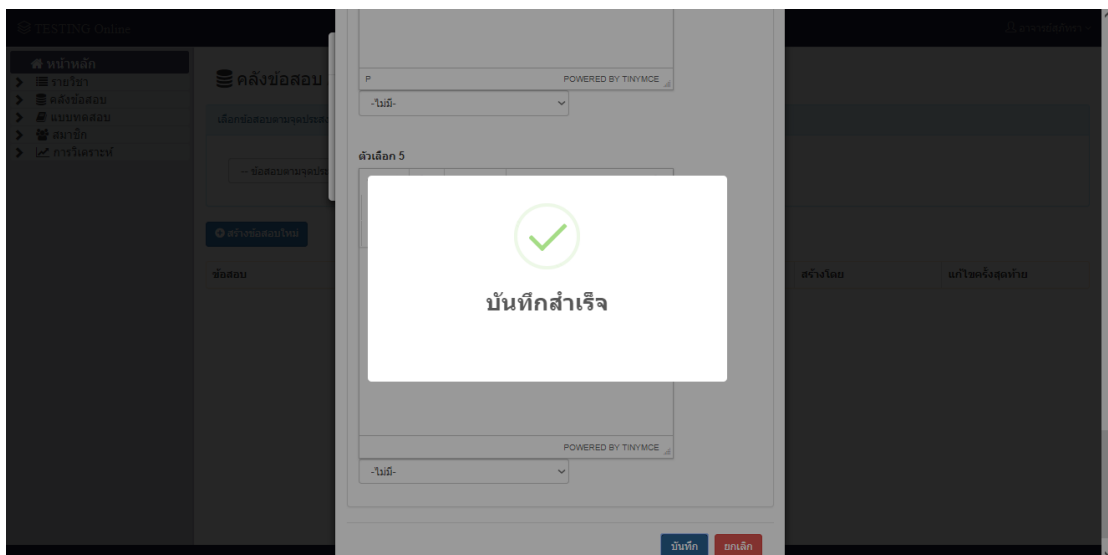 TESTING Online
หน้าหลัก
รายวิชา
คลังข้อสอบ
แบบทดสอบ
สมาชิก
การวิเคราะห์
คลังข้อสอบ
เลือกข้อสอบตามจุดประส
-- ข้อสอบตามจุดประ
สร้างข้อสอบใหม่
ข้อสอบ
สร้างโดย
แก้ไขครั้งสุดท้าย
P
POWERED BY TINYMCE
-ไม่มี-
ตัวเลือก 5
บันทึกสำเร็จ
POWERED BY TINYMCE
-ไม่มี-
บันทึก
ยกเลิก